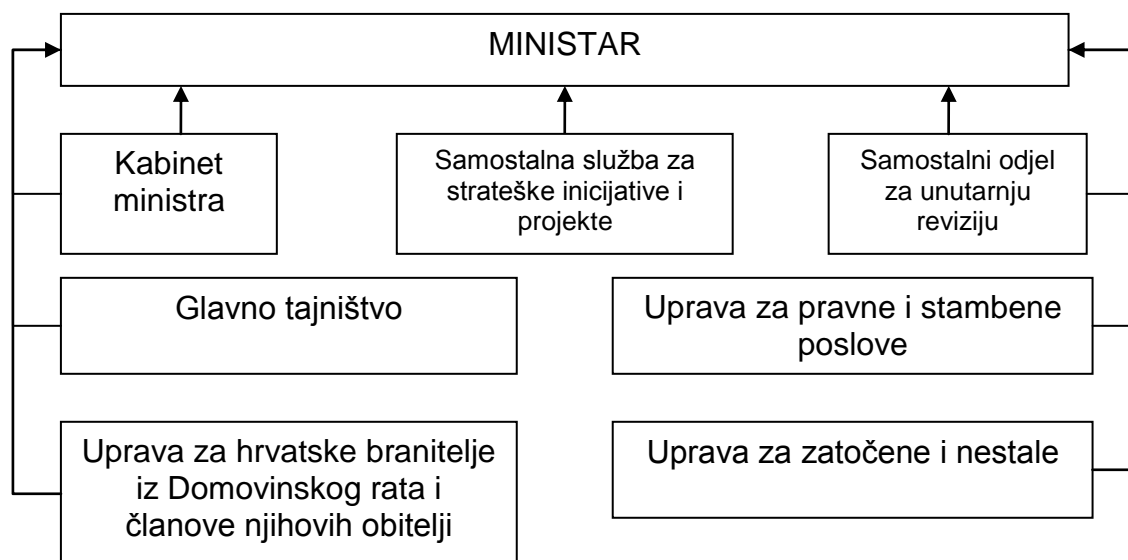 MINISTAR
Kabinet
ministra
Samostalna služba za
strateške inicijative i
projekte
Samostalni odjel
za unutarnju
reviziju
Glavno tajništvo
Uprava za pravne i stambene
poslove
Uprava za hrvatske branitelje
iz Domovinskog rata i
članove njihovih obitelji
Uprava za zatočene i nestale